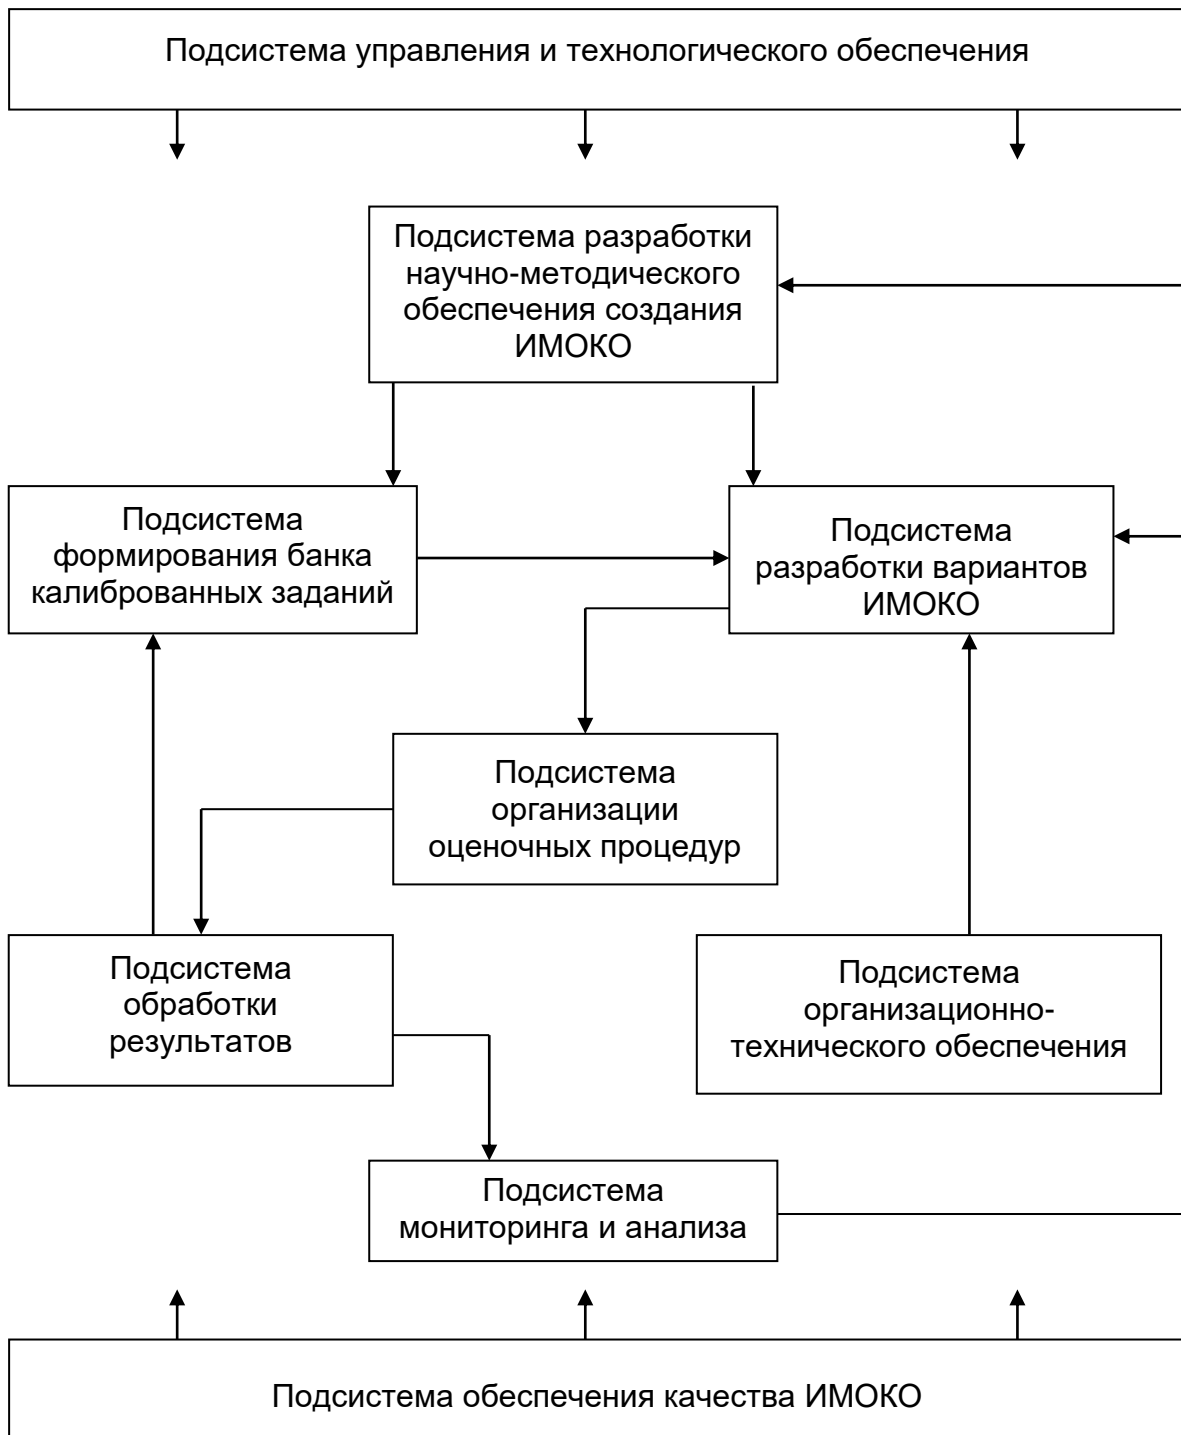 Подсистема управления и технологического обеспечения
Подсистема разработки
научно-методического
обеспечения создания
ИМОКО
Подсистема
формирования банка
калиброванных заданий
Подсистема
разработки вариантов
ИМОКО
Подсистема
организации
оценочных процедур
Подсистема
обработки
результатов
Подсистема
организационно-
технического обеспечения
Подсистема
мониторинга и анализа
Подсистема обеспечения качества ИМОКО